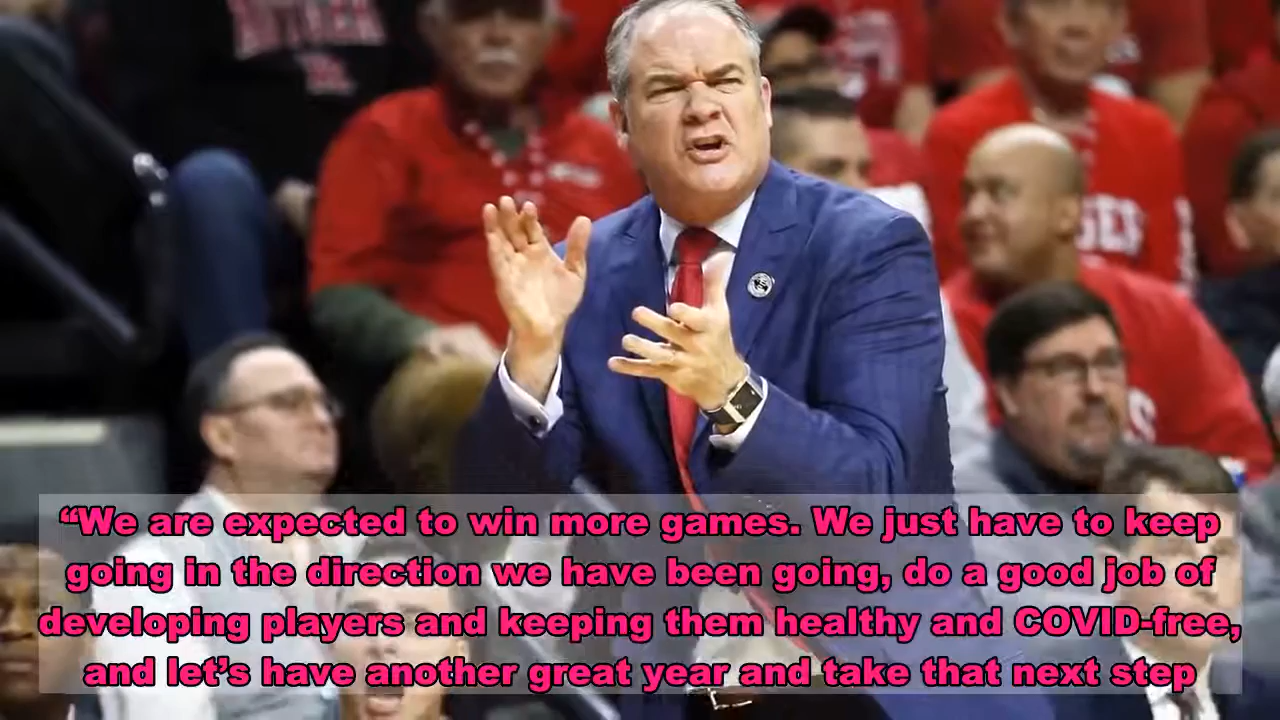 RUTGERS
R
GEF
S
“We are expected to win more games. We just have to keep
going in the direction we have been going, do a good job of
developing players and keeping them healthy and COVID-free,
and let’s have another great year and take that next step